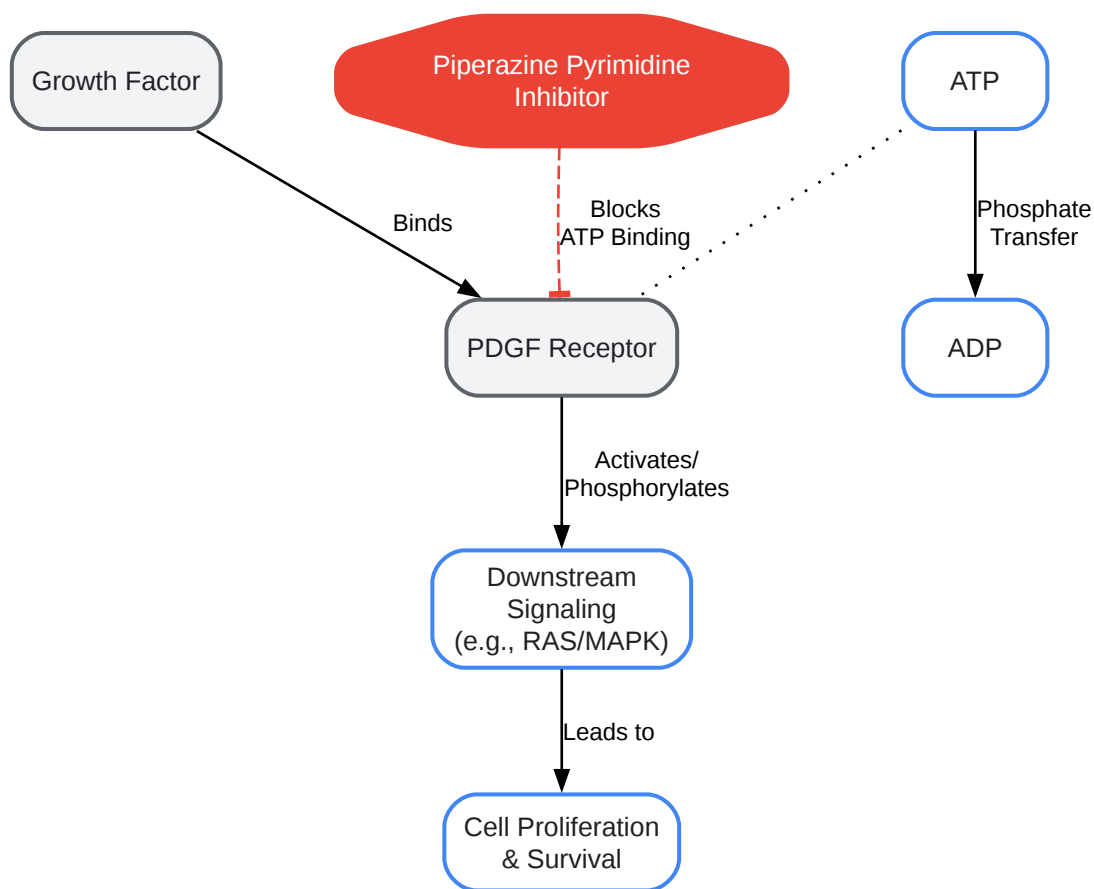 Growth Factor
Piperazine Pyrimidine
Inhibitor
ATP
Binds
Blocks
ATP Binding
Phosphate
Transfer
PDGF Receptor
ADP
Activates/
Phosphorylates
Downstream
Signaling
(e.g., RAS/MAPK)
Leads to
Cell Proliferation
& Survival